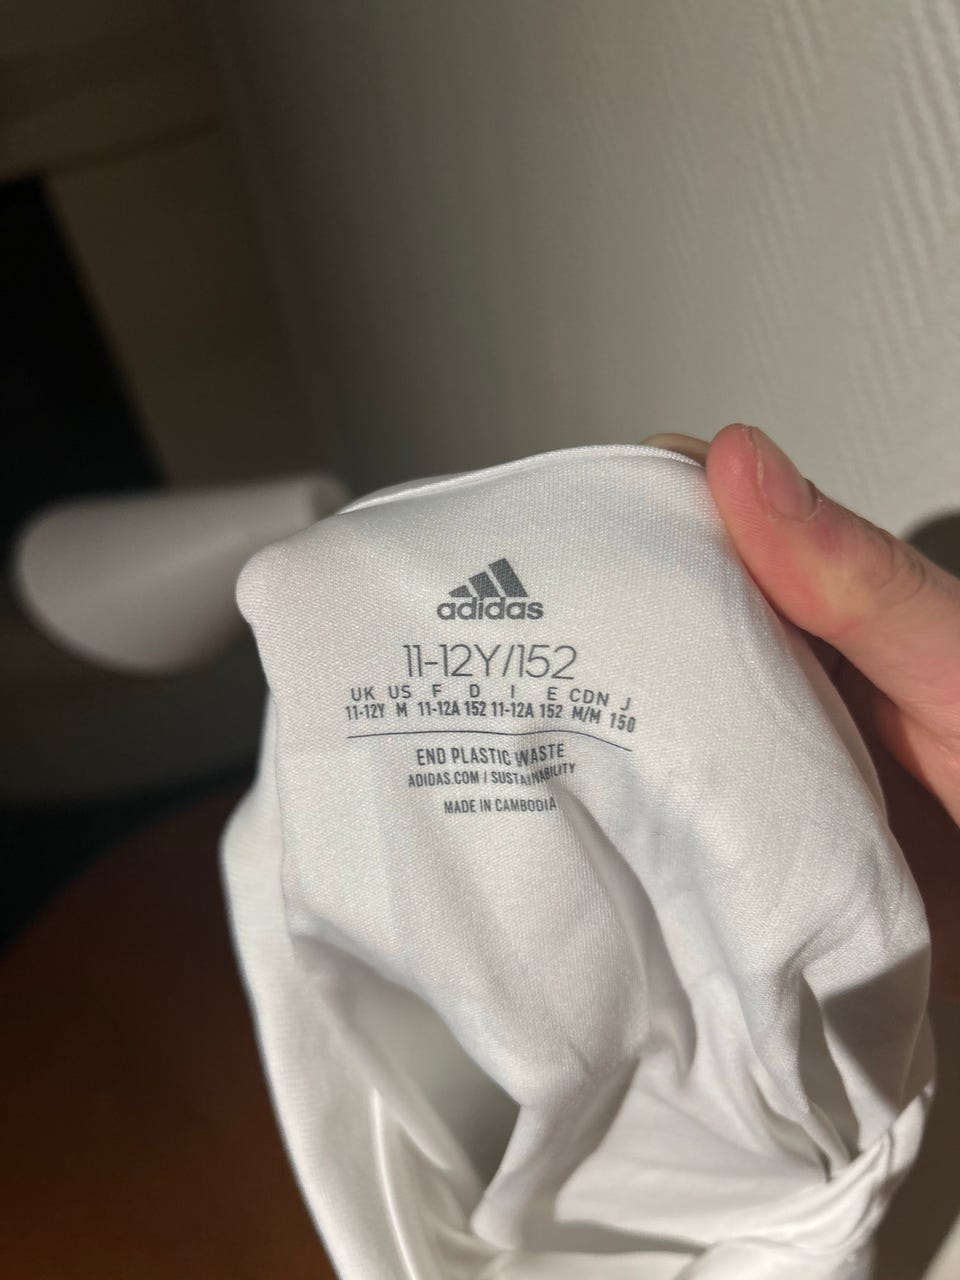 adidas
11-12Y/152
UK US F D I E CDN J
11-12Y M 11-12A 152 11-12A 152 M/M 150
END PLASTIC WASTE
ADIDAS.COM / SUSTAINABILITY
MADE IN CAMBODIA